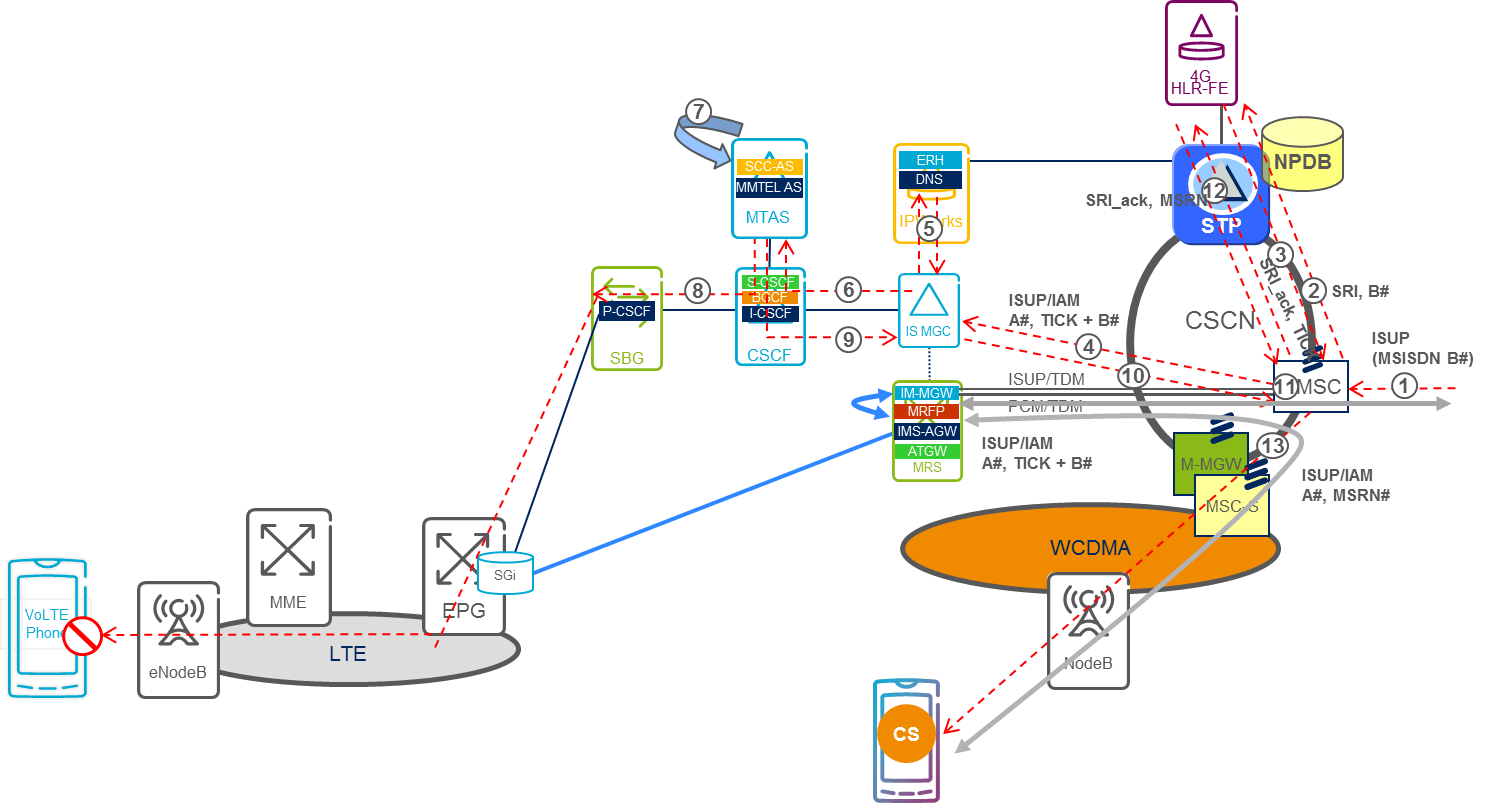 4G
HLR-FE
7
SCC-AS
MMTEL AS
MTAS
ERH
DNS
5
NPDB
12
SRI_ack, MSRN
STP
3
SRI_ack, TICK
2
SRI, B#
CSCN
S-CSCF
BGCF
I-CSCF
CSCF
8
6
9
P-CSCF
SBG
IS MGC
ISUP/IAM
A#, TICK + B#
4
10
ISUP
(MSISDN B#)
1
11
MSC
ISUP/TDM
PCM/TDM
IM-MGW
MRFP
IMS-AGW
ATGW
MRS
ISUP/IAM
A#, TICK + B#
13
M-MGW
MSC-S
ISUP/IAM
A#, MSRN#
WCDMA
NodeB
SGi
EPG
MME
LTE
eNodeB
VoLTE
Phone
CS